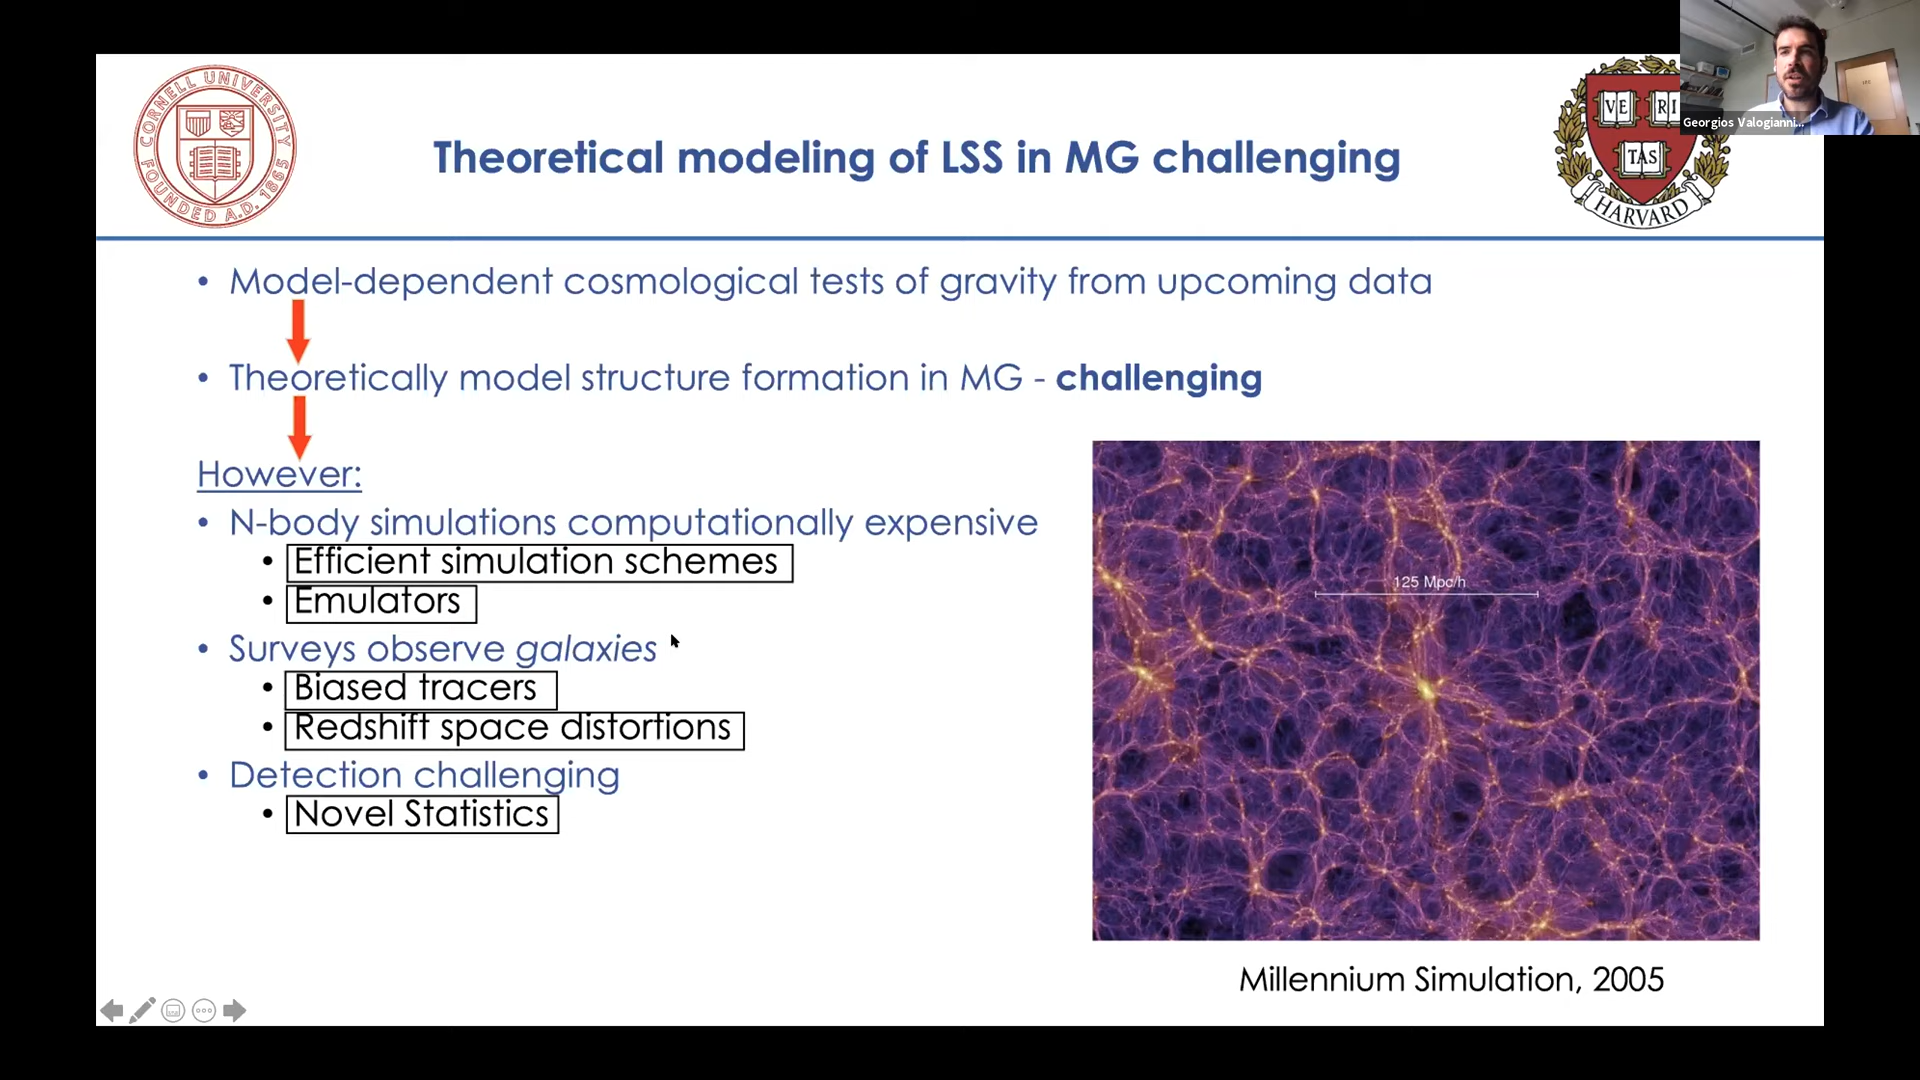 CORNELL UNIVERSITY
FOUNDED A.D. 1865
Theoretical modeling of LSS in MG challenging
VE RI
TAS
HARVARD
Georgios Valogianni...
• Model-dependent cosmological tests of gravity from upcoming data
• Theoretically model structure formation in MG - challenging
However:
• N-body simulations computationally expensive
• Efficient simulation schemes
• Emulators
• Surveys observe galaxies
• Biased tracers
• Redshift space distortions
• Detection challenging
• Novel Statistics
125 Mpc/h
Millennium Simulation, 2005